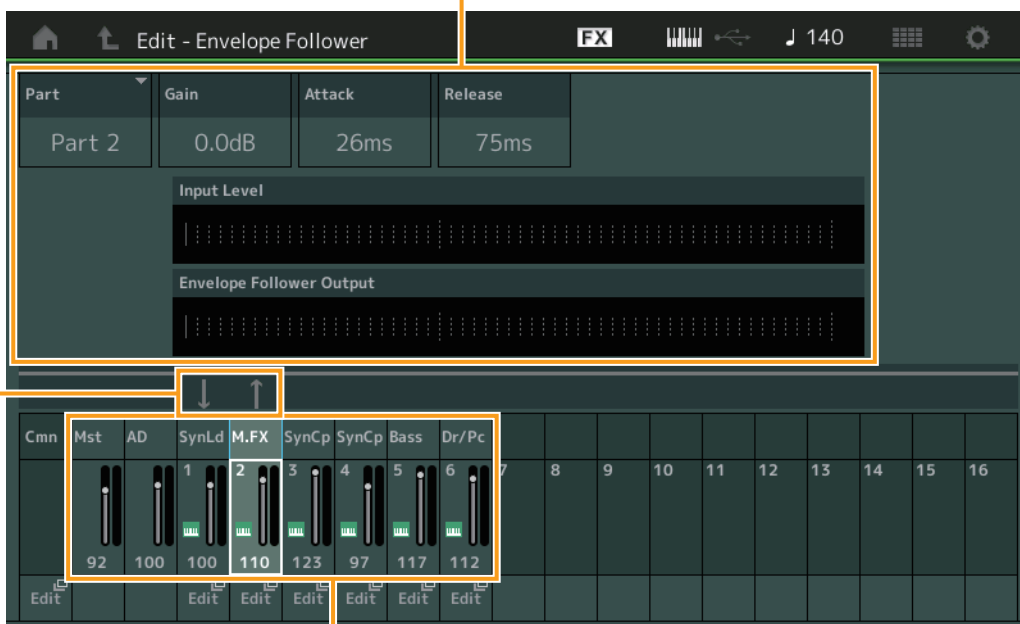 Edit - Envelope Follower FX 140
Part Gain Attack Release
Part 2 0.0dB 26ms 75ms
Input Level
Envelope Follower Output
Cmn Mst AD SynLd M.FX SynCp SynCp Bass Dr/Pc
1 2 3 4 5 6 7 8 9 10 11 12 13 14 15 16
92 100 100 110 123 97 117 112
Edit Edit Edit Edit Edit Edit Edit